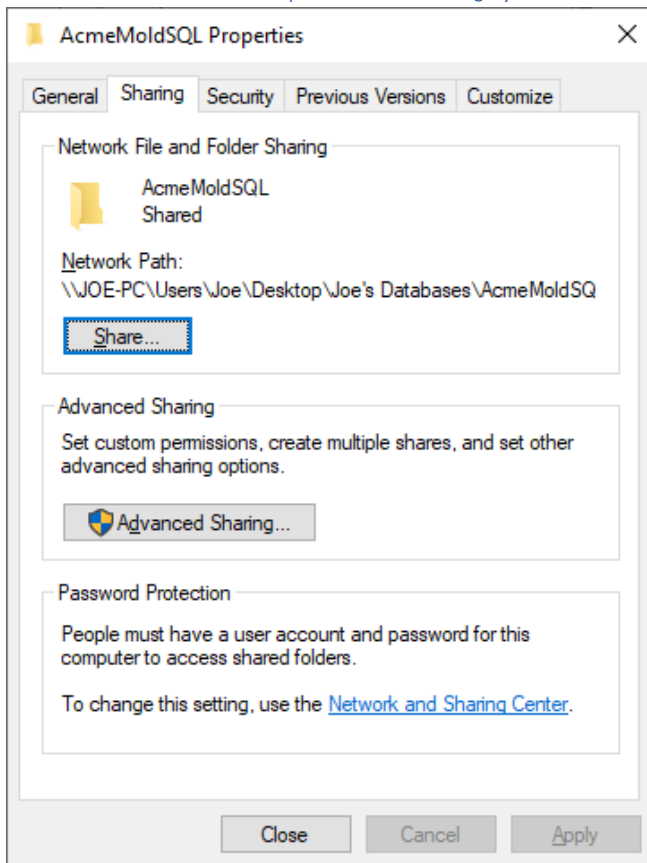 AcmeMoldSQL Properties
General Sharing Security Previous Versions Customize
Network File and Folder Sharing
AcmeMoldSQL
Shared
Network Path:
\\JOE-PC\Users\Joe\Desktop\Joe's Databases\AcmeMoldSQ
Share...
Advanced Sharing
Set custom permissions, create multiple shares, and set other
advanced sharing options.
Advanced Sharing...
Password Protection
People must have a user account and password for this
computer to access shared folders.
To change this setting, use the Network and Sharing Center.
Close Cancel Apply